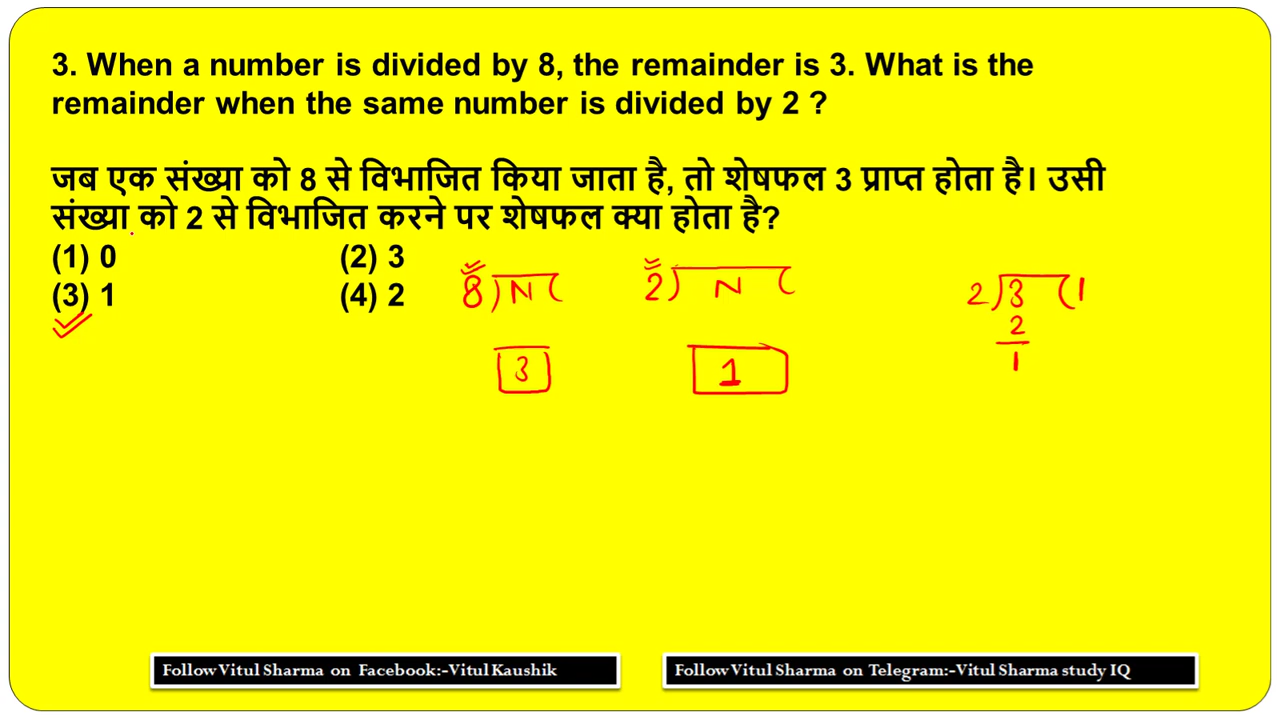 3. When a number is divided by 8, the remainder is 3. What is the
remainder when the same number is divided by 2 ?
जब एक संख्या को 8 से विभाजित किया जाता है, तो शेषफल 3 प्राप्त होता है। उसी
संख्या को 2 से विभाजित करने पर शेषफल क्या होता है?
(1) 0 (2) 3
(3) 1 (4) 2
8) N (
3
2) N (
1
2) 3 ( 1
2
1
Follow Vitul Sharma on Facebook:-Vitul Kaushik
Follow Vitul Sharma on Telegram:-Vitul Sharma study IQ